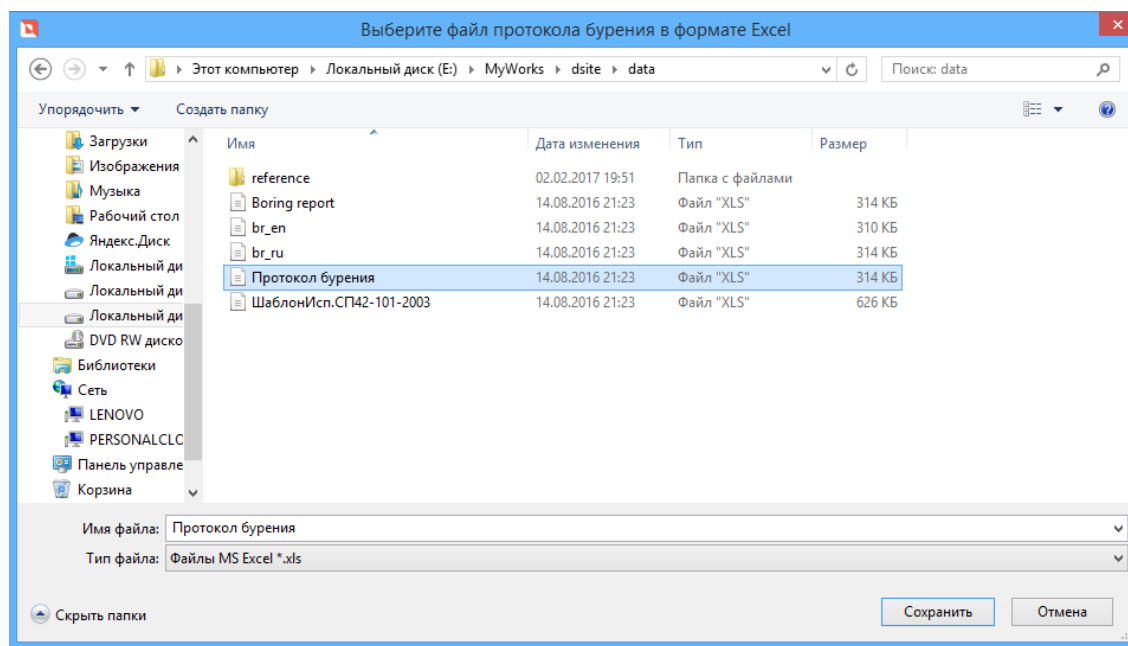 Выберите файл протокола бурения в формате Excel
Этот компьютер Локальный диск (E:) MyWorks dsite data
Поиск: data
Упорядочить Создать папку
Имя Дата изменения Тип Размер
Загрузки
Изображения
Музыка
Рабочий стол
Яндекс.Диск
Локальный ди
Локальный ди
Локальный ди
DVD RW диско
Библиотеки
Сеть
LENOVO
PERSONALCLC
Панель управле
Корзина
reference 02.02.2017 19:51 Папка с файлами
Boring report 14.08.2016 21:23 Файл "XLS" 314 КБ
br_en 14.08.2016 21:23 Файл "XLS" 310 КБ
br_ru 14.08.2016 21:23 Файл "XLS" 314 КБ
Протокол бурения 14.08.2016 21:23 Файл "XLS" 314 КБ
ШаблонИсп.СП42-101-2003 14.08.2016 21:23 Файл "XLS" 626 КБ
Имя файла: Протокол бурения
Тип файла: Файлы MS Excel *.xls
Скрыть папки Сохранить Отмена